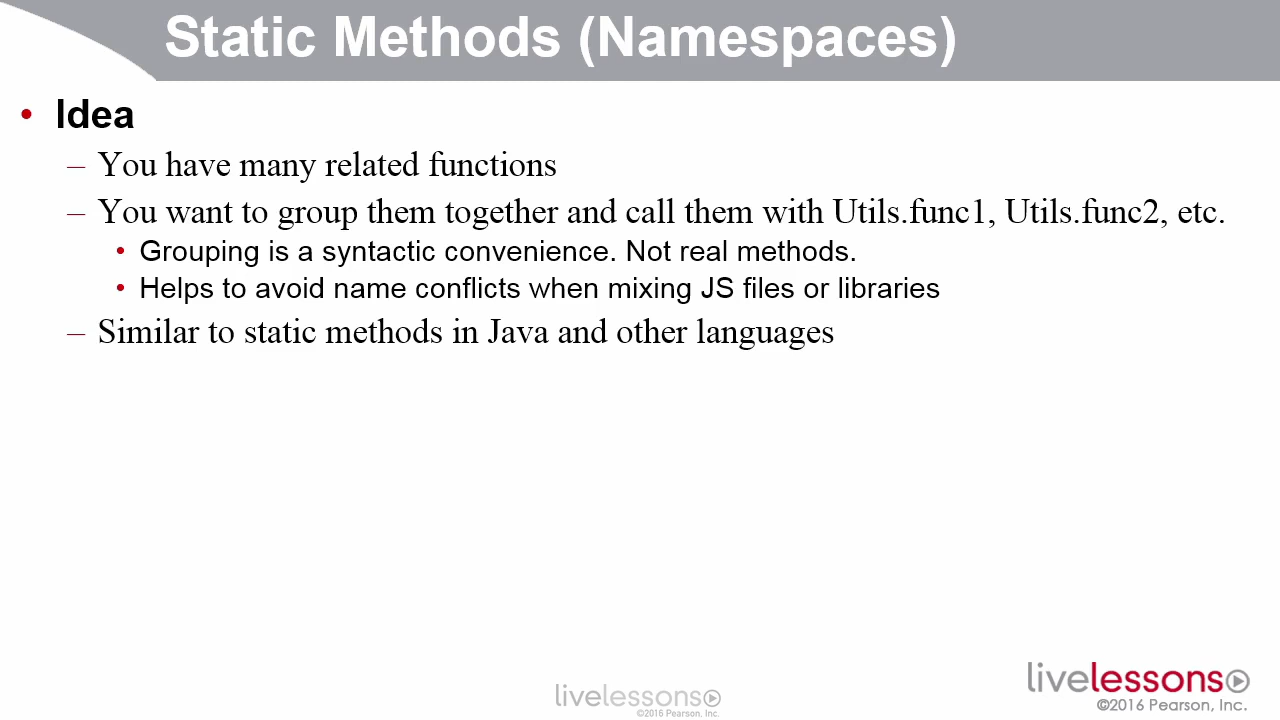 Static Methods (Namespaces)
• Idea
– You have many related functions
– You want to group them together and call them with Utils.func1, Utils.func2, etc.
• Grouping is a syntactic convenience. Not real methods.
• Helps to avoid name conflicts when mixing JS files or libraries
– Similar to static methods in Java and other languages
livelessons
©2016 Pearson, Inc.
livelessons
©2016 Pearson, Inc.